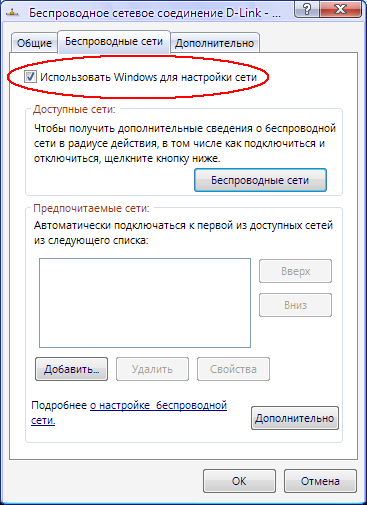 Беспроводное сетевое соединение D-Link - ...
Общие
Беспроводные сети
Дополнительно
Использовать Windows для настройки сети
Доступные сети:
Чтобы получить дополнительные сведения о беспроводной
сети в радиусе действия, в том числе как подключиться и
отключиться, щелкните кнопку ниже.
Беспроводные сети
Предпочитаемые сети:
Автоматически подключаться к первой из доступных сетей
из следующего списка:
Вверх
Вниз
Добавить...
Удалить
Свойства
Подробнее о настройке беспроводной
сети.
Дополнительно
OK
Отмена